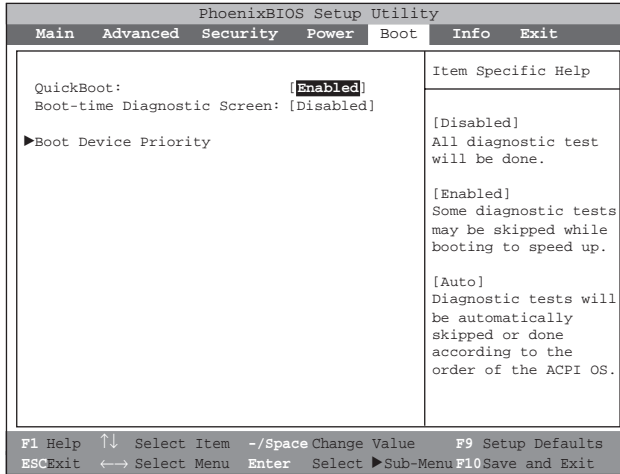 PhoenixBIOS Setup Utility
Main Advanced Security Power Boot Info Exit
QuickBoot: [Enabled]
Boot-time Diagnostic Screen: [Disabled]
▶Boot Device Priority
Item Specific Help
[Disabled]
All diagnostic test
will be done.
[Enabled]
Some diagnostic tests
may be skipped while
booting to speed up.
[Auto]
Diagnostic tests will
be automatically
skipped or done
according to the
order of the ACPI OS.
F1 Help ↑↓ Select Item -/Space Change Value F9 Setup Defaults
ESCExit ←→ Select Menu Enter Select ▶Sub-Menu F10Save and Exit